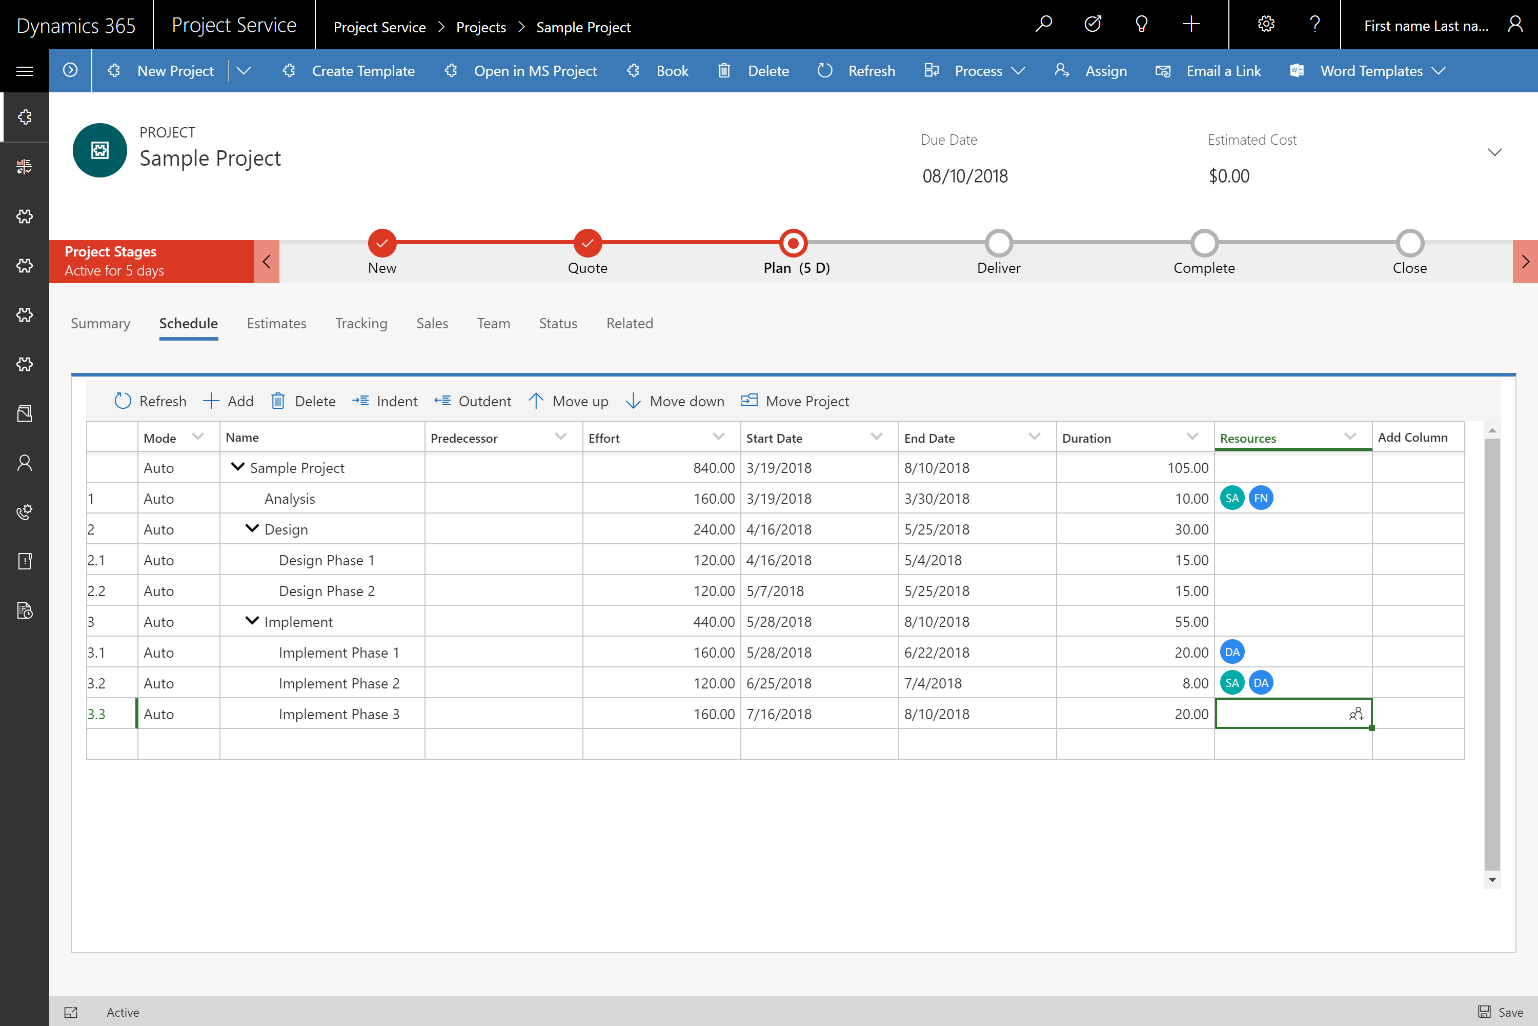 Dynamics 365 Project Service Project Service > Projects > Sample Project ? First name Last na...
New Project Create Template Open in MS Project Book Delete Refresh Process Assign Email a Link Word Templates
PROJECT
Sample Project
Due Date Estimated Cost
08/10/2018 $0.00
Project Stages
Active for 5 days
New Quote Plan (5 D) Deliver Complete Close
Summary Schedule Estimates Tracking Sales Team Status Related
Refresh Add Delete Indent Outdent Move up Move down Move Project
Mode Name Predecessor Effort Start Date End Date Duration Resources Add Column
Auto Sample Project 840.00 3/19/2018 8/10/2018 105.00
1 Auto Analysis 160.00 3/19/2018 3/30/2018 10.00 SA FN
2 Auto Design 240.00 4/16/2018 5/25/2018 30.00
2.1 Auto Design Phase 1 120.00 4/16/2018 5/4/2018 15.00
2.2 Auto Design Phase 2 120.00 5/7/2018 5/25/2018 15.00
3 Auto Implement 440.00 5/28/2018 8/10/2018 55.00
3.1 Auto Implement Phase 1 160.00 5/28/2018 6/22/2018 20.00 DA
3.2 Auto Implement Phase 2 120.00 6/25/2018 7/4/2018 8.00 SA DA
3.3 Auto Implement Phase 3 160.00 7/16/2018 8/10/2018 20.00
Active Save